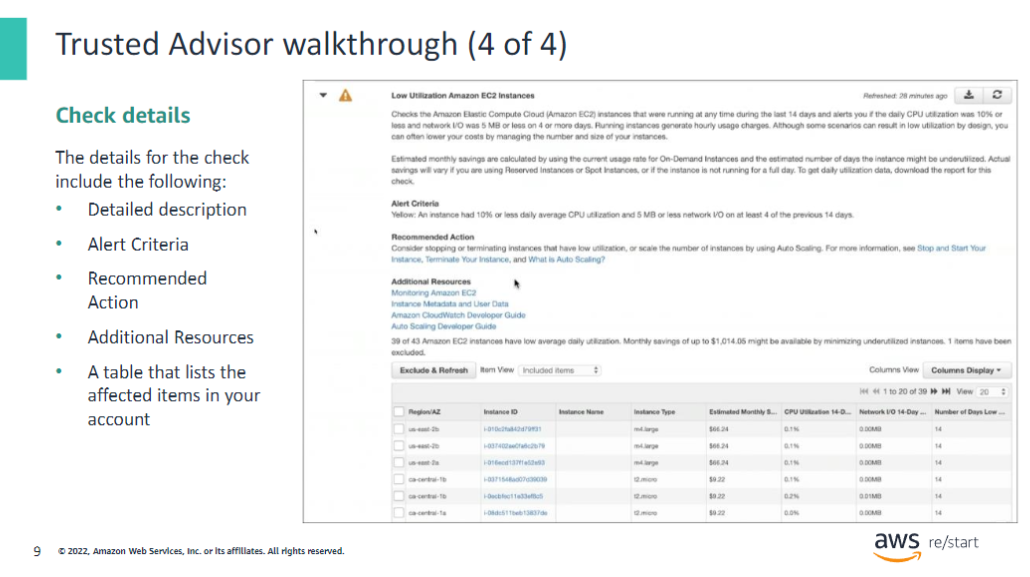 Trusted Advisor walkthrough (4 of 4)
Check details
The details for the check
include the following:
• Detailed description
• Alert Criteria
• Recommended
Action
• Additional Resources
• A table that lists the
affected items in your
account
Low Utilization Amazon EC2 Instances
Refreshed: 28 minutes ago
Checks the Amazon Elastic Compute Cloud (Amazon EC2) instances that were running at any time during the last 14 days and alerts you if the daily CPU utilization was 10% or
less and network I/O was 5 MB or less on 4 or more days. Running instances generate hourly usage charges. Although some scenarios can result in low utilization by design, you
can often lower your costs by managing the number and size of your instances.
Estimated monthly savings are calculated by using the current usage rate for On-Demand Instances and the estimated number of days the instance might be underutilized. Actual
savings will vary if you are using Reserved Instances or Spot Instances, or if the instance is not running for a full day. To get daily utilization data, download the report for this
check.
Alert Criteria
Yellow: An instance had 10% or less daily average CPU utilization and 5 MB or less network I/O on at least 4 of the previous 14 days.
Recommended Action
Consider stopping or terminating instances that have low utilization, or scale the number of instances by using Auto Scaling. For more information, see Stop and Start Your
Instance, Terminate Your Instance, and What is Auto Scaling?
Additional Resources
Monitoring Amazon EC2
Instance Metadata and User Data
Amazon CloudWatch Developer Guide
Auto Scaling Developer Guide
39 of 43 Amazon EC2 instances have low average daily utilization. Monthly savings of up to $1,014.05 might be available by minimizing underutilized instances. 1 items have been
excluded.
Exclude & Refresh Item View Included items Columns View Columns Display
1 to 20 of 39 View 20
Region/AZ Instance ID Instance Name Instance Type Estimated Monthly S... CPU Utilization 14-D... Network I/O 14-Day ... Number of Days Low ...
us-east-2b m4.large $66.24 0.1% 0.00MB 14
us-east-2b m4.large $66.24 0.1% 0.00MB 14
us-east-2a m4.large $66.24 0.1% 0.00MB 14
ca-central-1b t2.micro $9.22 0.1% 0.00MB 14
ca-central-1b t2.micro $9.22 0.2% 0.01MB 14
ca-central-1a t2.micro $9.22 0.0% 0.00MB 14
9 © 2022, Amazon Web Services, Inc. or its affiliates. All rights reserved.
aws re/start